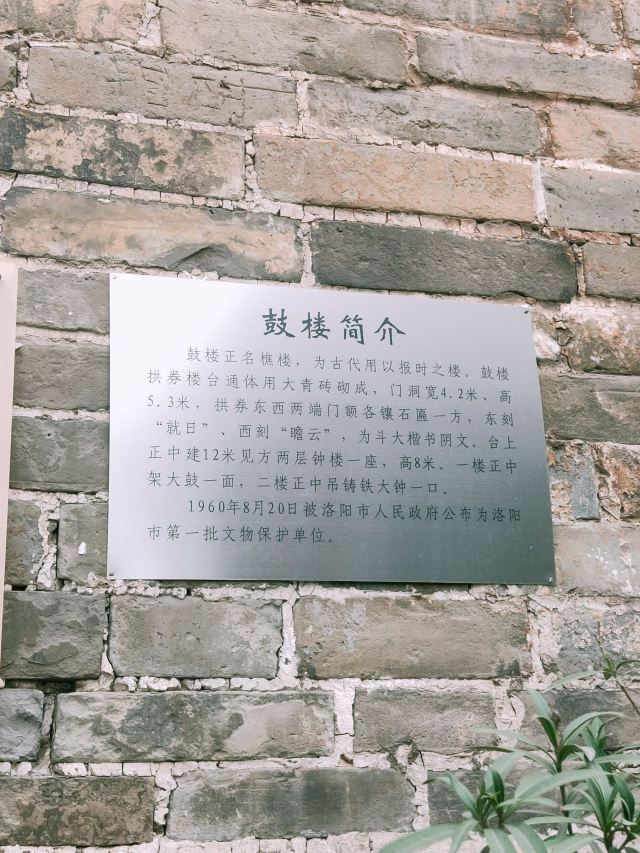 鼓楼简介
鼓楼正名樵楼，为古代用以报时之楼。鼓楼
拱券楼台通体用大青砖砌成，门洞宽4.2米、高
5.3米，拱券东西两端门额各镶石匾一方，东刻
“就日”、西刻“瞻云”，为斗大楷书阴文。台上
正中建12米见方两层钟楼一座，高8米。一楼正中
架大鼓一面，二楼正中吊铸铁大钟一口。
1960年8月20日被洛阳市人民政府公布为洛阳
市第一批文物保护单位。